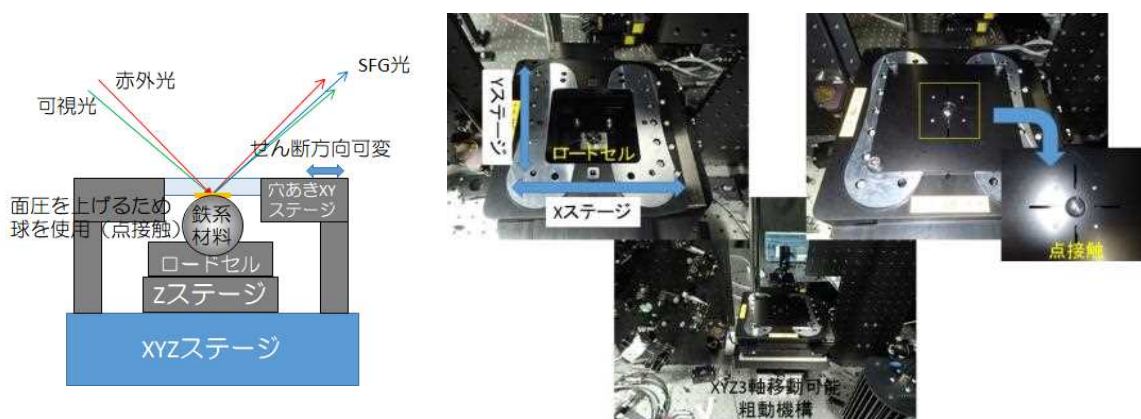 赤外光
可視光
SFG光
せん断方向可変
穴あきXY
ステージ
面圧を上げるため
球を使用（点接触）
鉄系
材料
ロードセル
Zステージ
XYZステージ
Yステージ
ロードセル
Xステージ
点接触
XYZ3軸移動可能
粗動機構